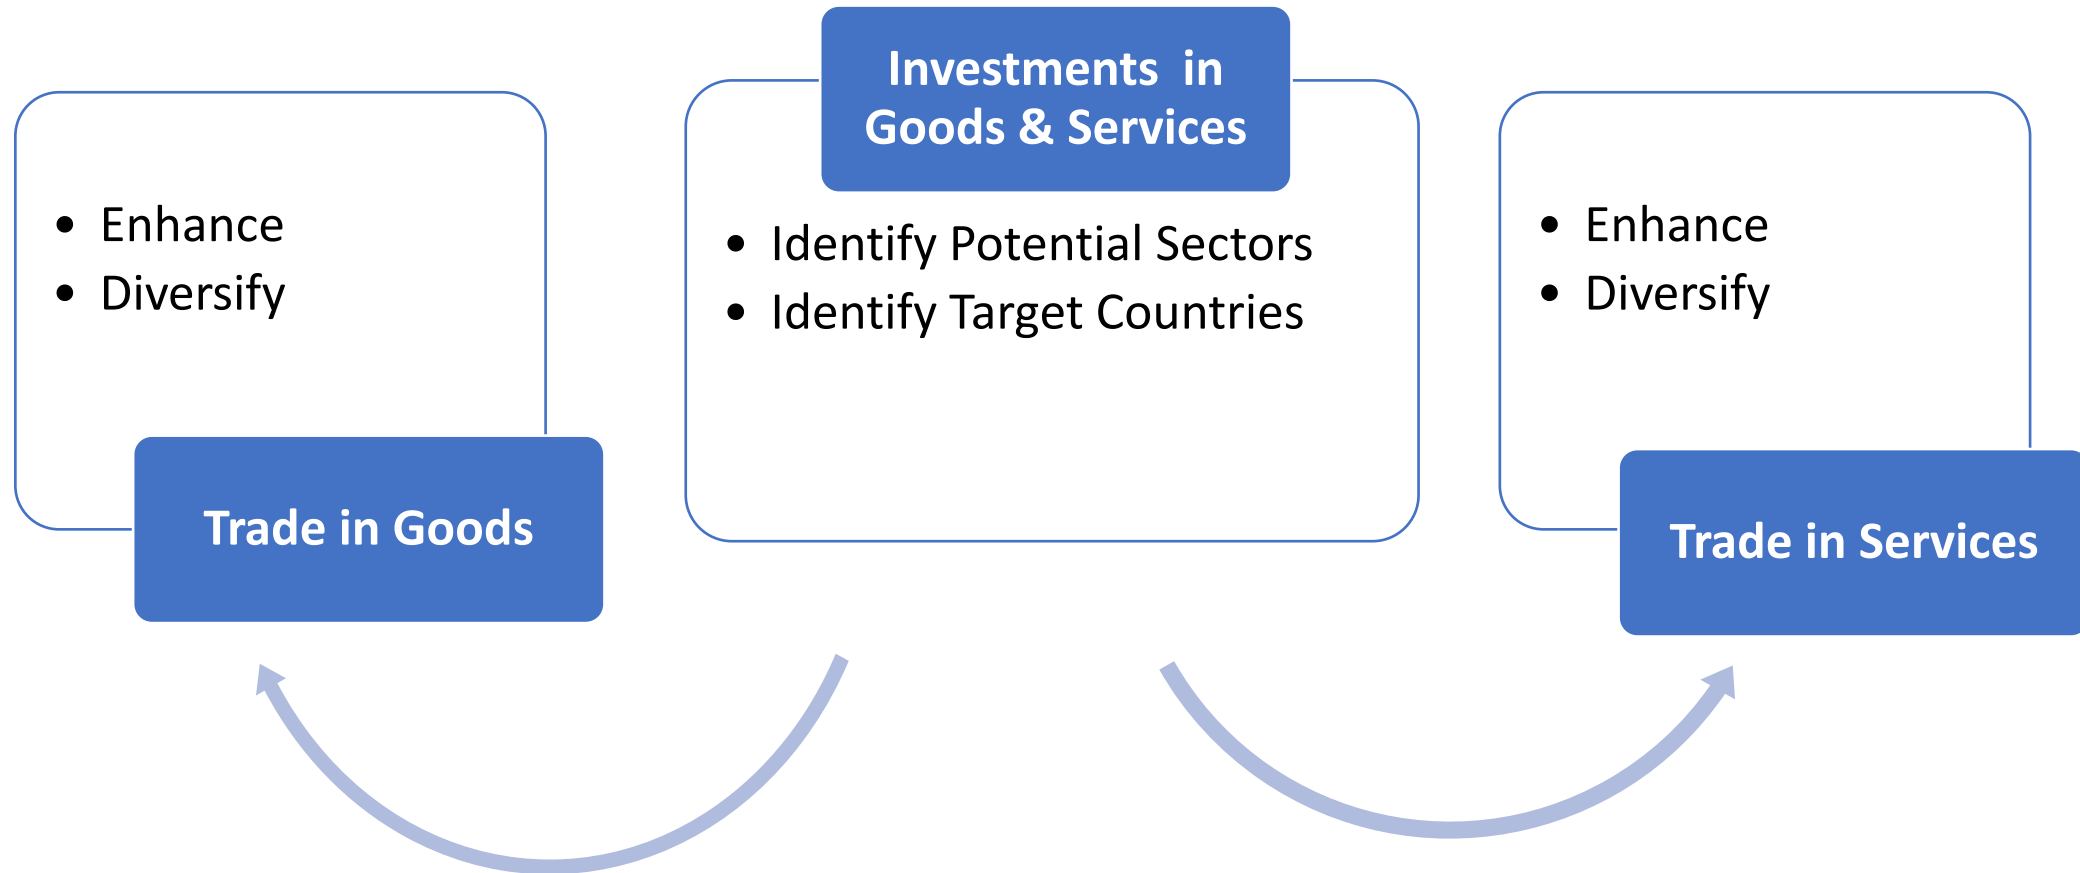 • Enhance
• Diversify
Trade in Goods
Investments in
Goods & Services
• Identify Potential Sectors
• Identify Target Countries
• Enhance
• Diversify
Trade in Services